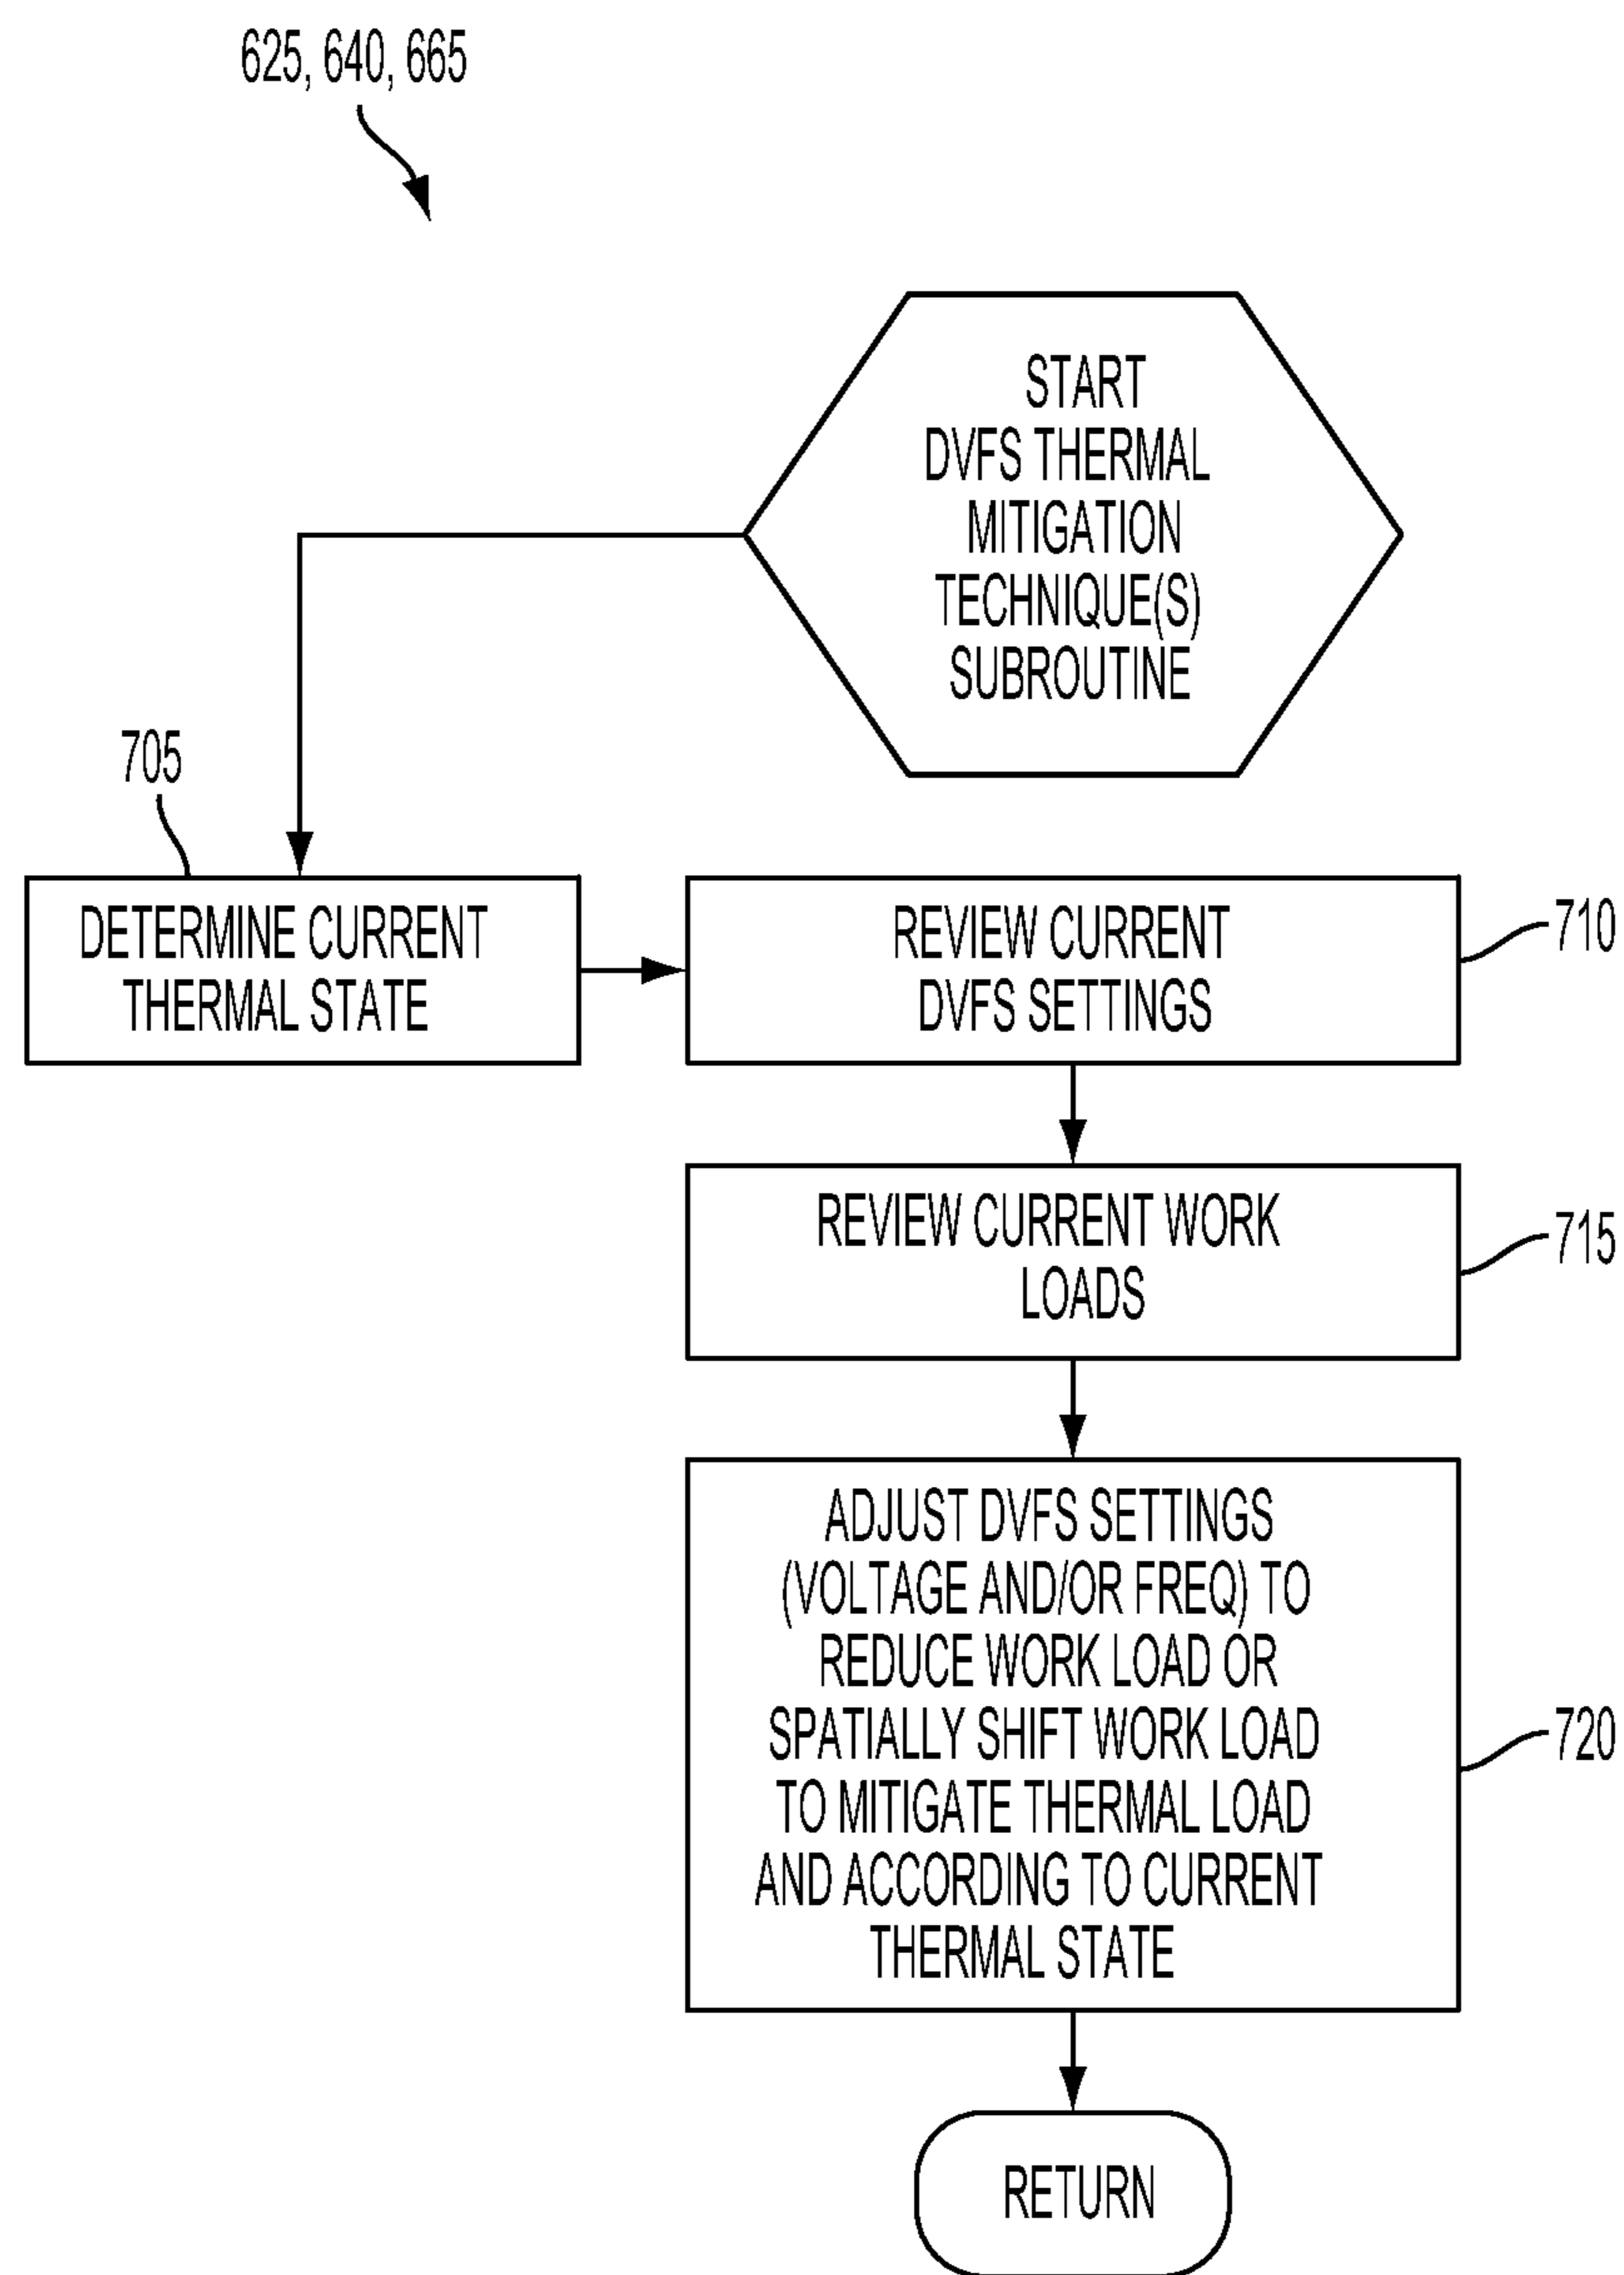 625, 640, 665
START
DVFS THERMAL
MITIGATION
TECHNIQUE(S)
SUBROUTINE
705
DETERMINE CURRENT
THERMAL STATE
REVIEW CURRENT
DVFS SETTINGS
710
REVIEW CURRENT WORK
LOADS
715
ADJUST DVFS SETTINGS
(VOLTAGE AND/OR FREQ) TO
REDUCE WORK LOAD OR
SPATIALLY SHIFT WORK LOAD
TO MITIGATE THERMAL LOAD
AND ACCORDING TO CURRENT
THERMAL STATE
720
RETURN